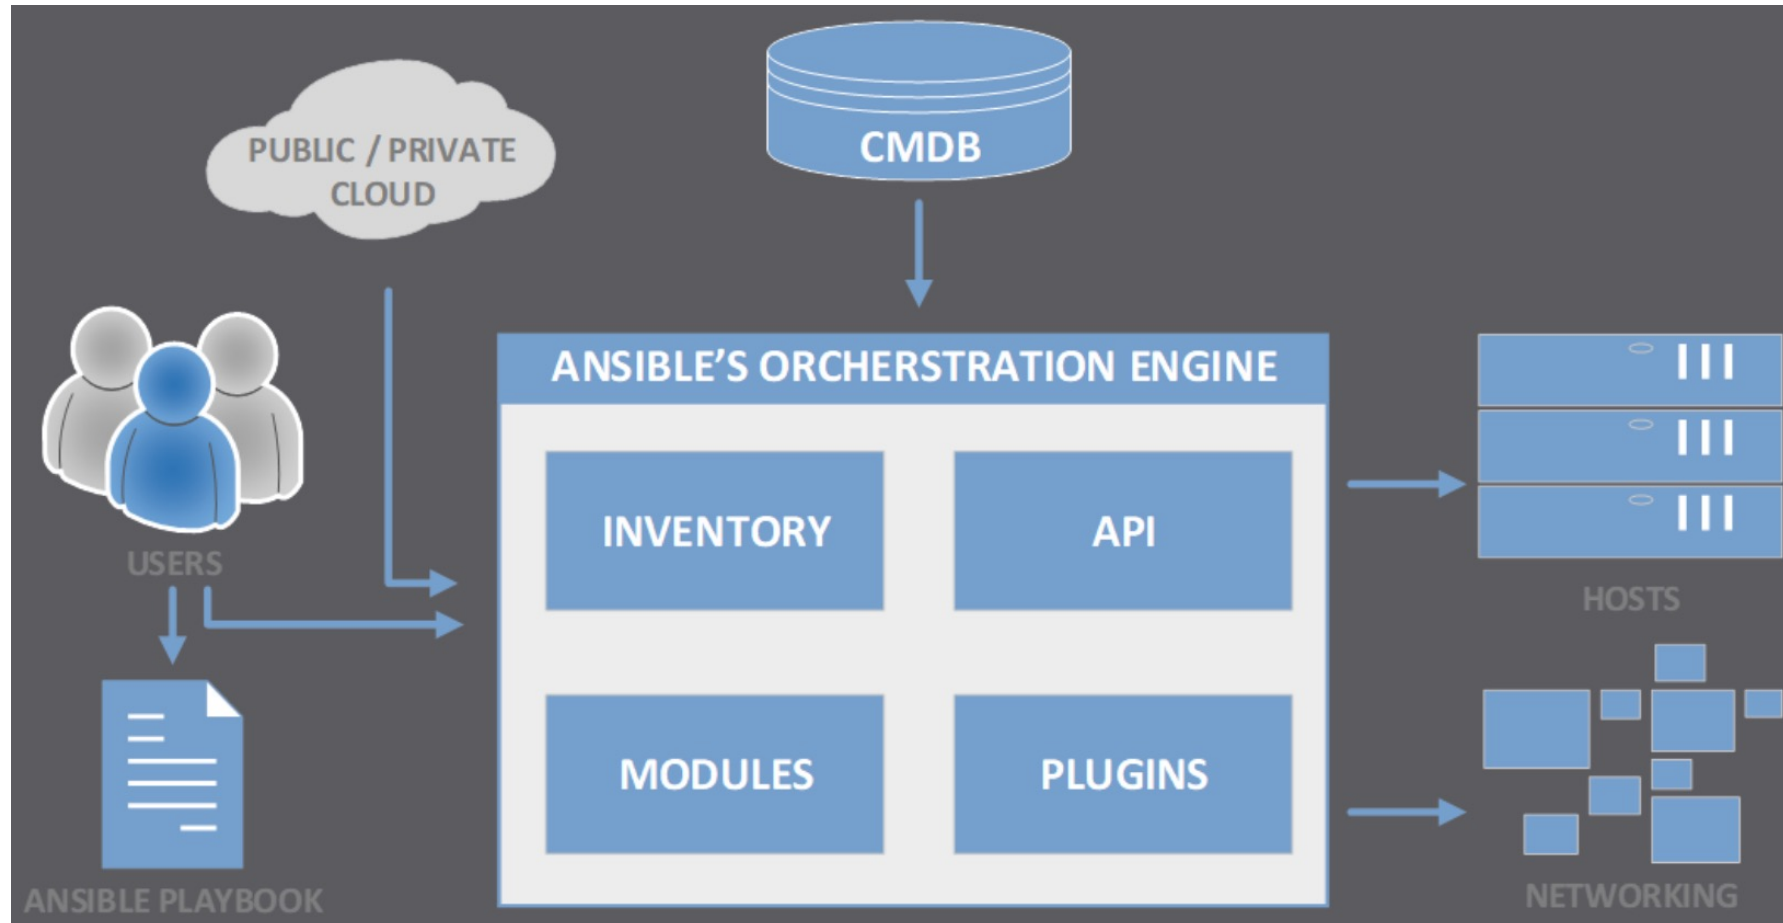 PUBLIC / PRIVATE
CLOUD
CMDB
USERS
ANSIBLE PLAYBOOK
ANSIBLE’S ORCHERSTRATION ENGINE
INVENTORY
API
MODULES
PLUGINS
HOSTS
NETWORKING